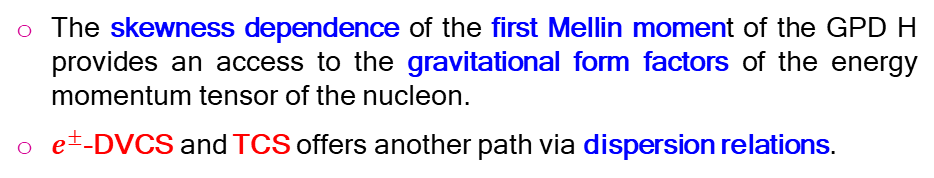 o The skewness dependence of the first Mellin moment of the GPD H
provides an access to the gravitational form factors of the energy
momentum tensor of the nucleon.
o e±-DVCS and TCS offers another path via dispersion relations.